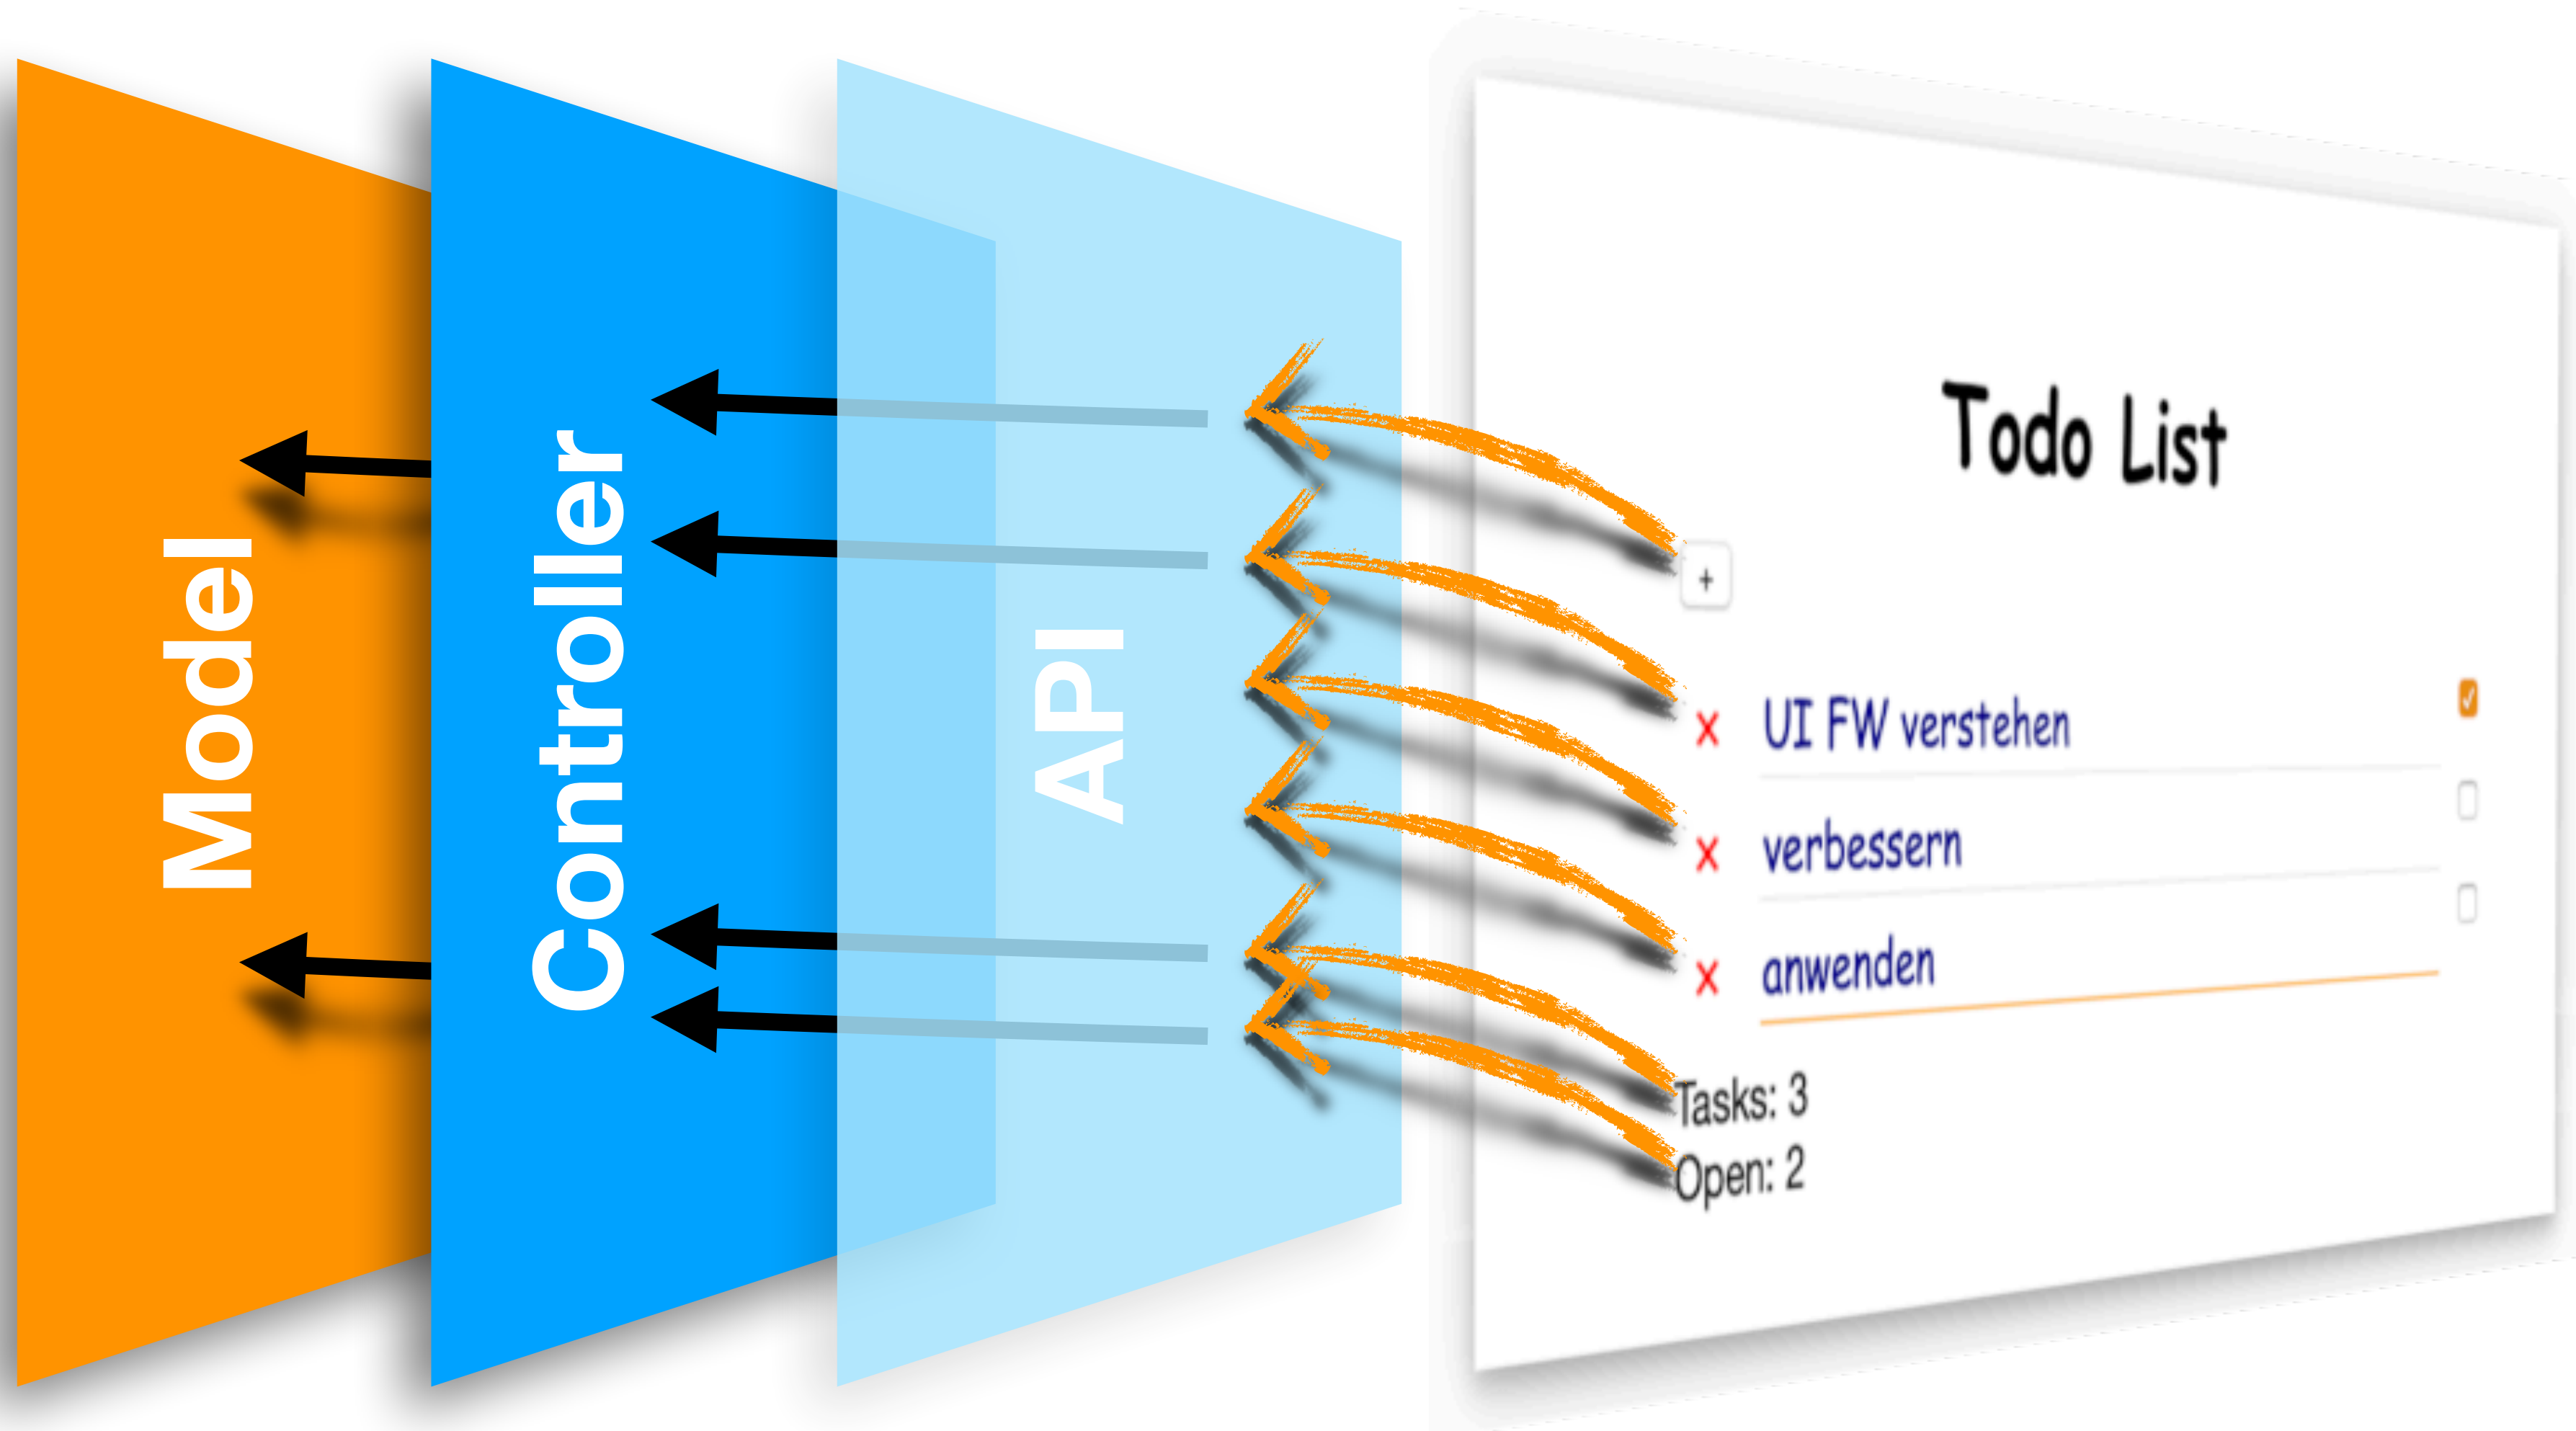 Model
Controller
API
Todo List
+
x UI FW verstehen
x verbessern
x anwenden
Tasks: 3
Open: 2